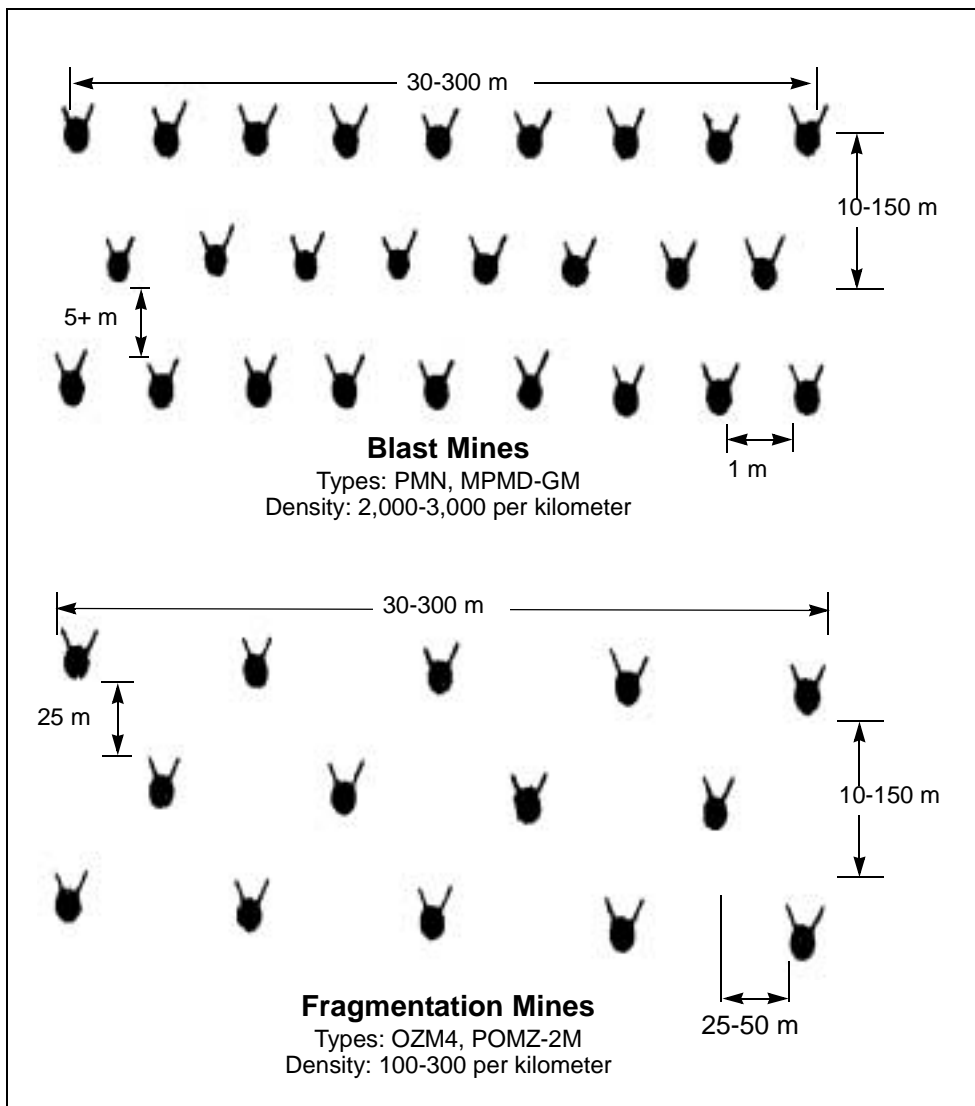 30-300 m
10-150 m
5+ m
1 m
Blast Mines
Types: PMN, MPMD-GM
Density: 2,000-3,000 per kilometer
30-300 m
25 m
10-150 m
25-50 m
Fragmentation Mines
Types: OZM4, POMZ-2M
Density: 100-300 per kilometer